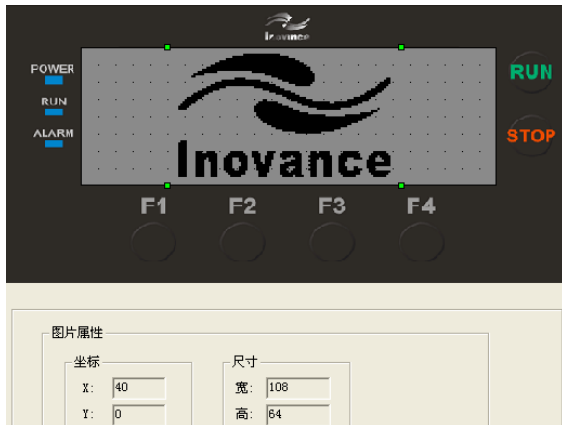 Inovance
POWER
RUN
RUN
ALARM
STOP
Inovance
F1 F2 F3 F4
图片属性
坐标 尺寸
X: 40 宽: 108
Y: 0 高: 64